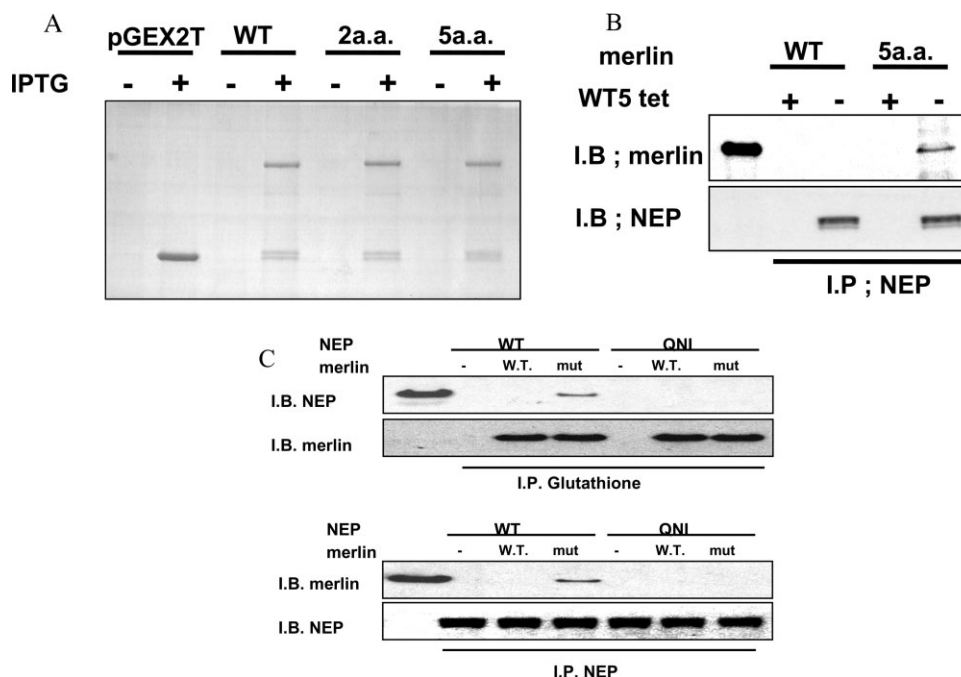 A
pGEX2T WT 2a.a. 5a.a.
IPTG - + - + - + - +
B
merlin WT 5a.a.
WT5 tet + - + -
I.B ; merlin
I.B ; NEP
I.P ; NEP
C
NEP WT QNI
merlin - W.T. mut - W.T. mut
I.B. NEP
I.B. merlin
I.P. Glutathione
NEP WT QNI
merlin - W.T. mut - W.T. mut
I.B. merlin
I.B. NEP
I.P. NEP